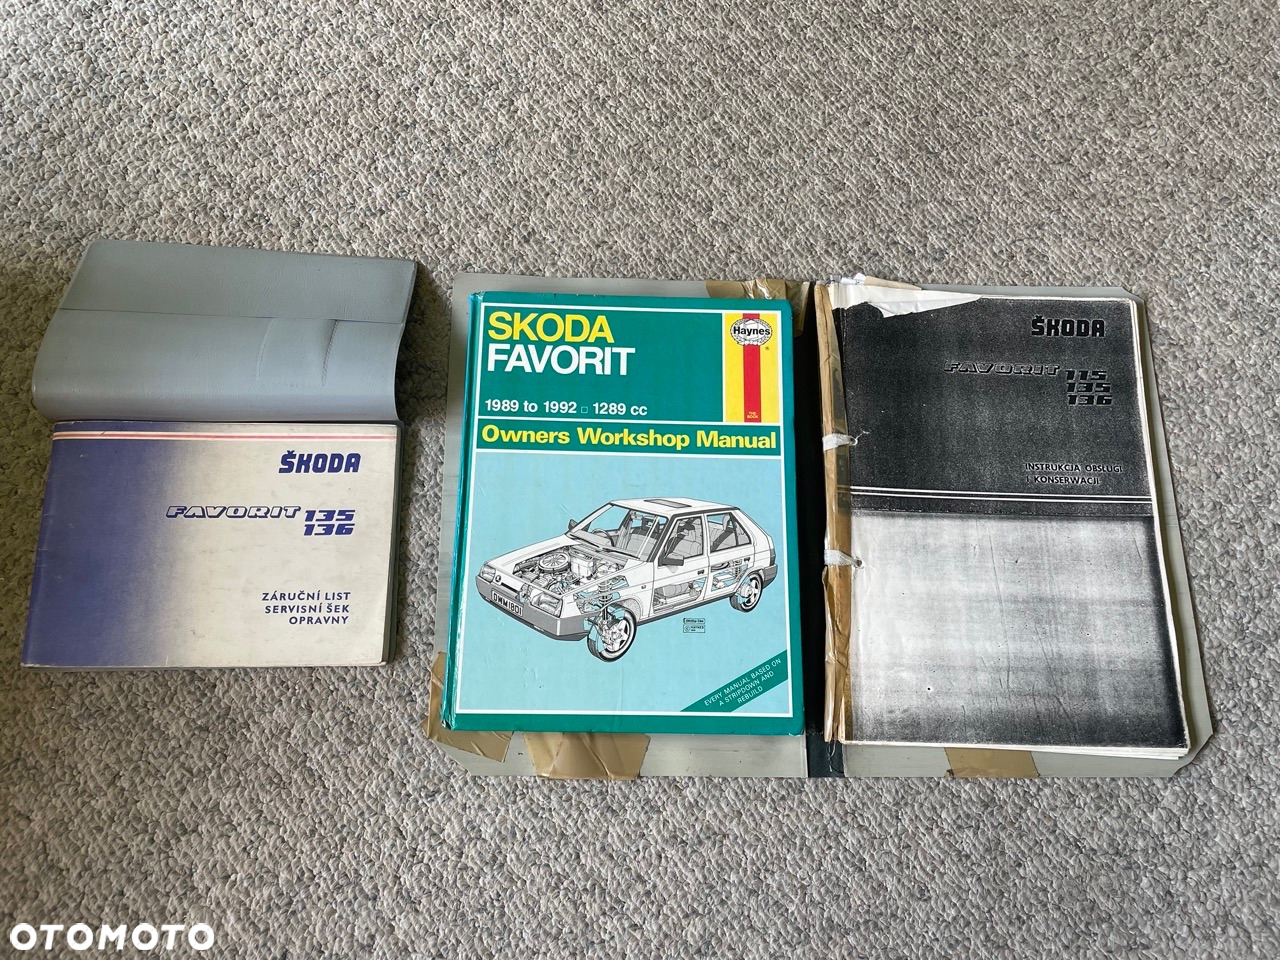 ŠKODA
FAVORIT 135
136
ZÁRUČNÍ LIST
SERVISNÍ ŠEK
OPRAVNY
SKODA
FAVORIT
Haynes
1989 to 1992 □ 1289 cc
Owners Workshop Manual
EVERY MANUAL BASED ON
A STRIPDOWN AND
REBUILD
ŠKODA
FAVORIT 115
135
136
INSTRUKCJA OBSŁUGI
I KONSERWACJI
OTOMOTO